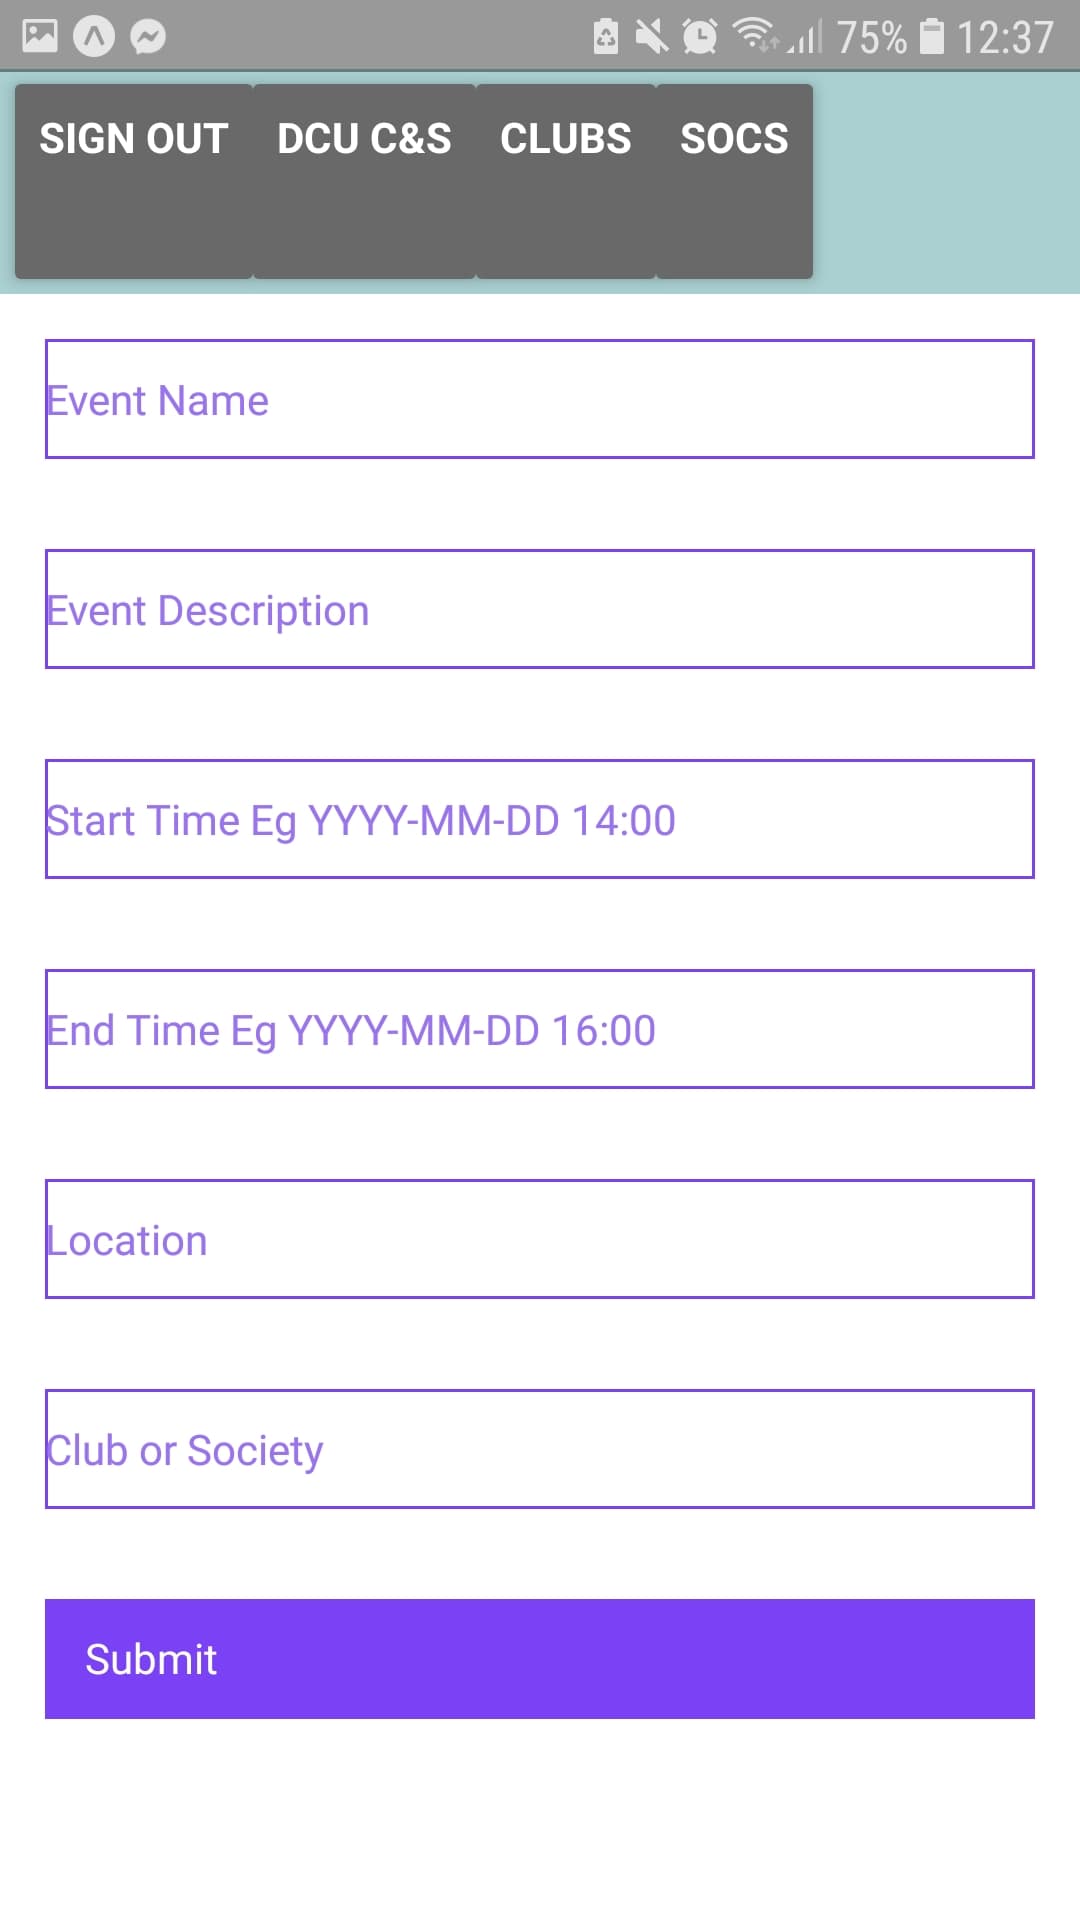 75% 12:37
SIGN OUT DCU C&S CLUBS SOCS
Event Name
Event Description
Start Time Eg YYYY-MM-DD 14:00
End Time Eg YYYY-MM-DD 16:00
Location
Club or Society
Submit